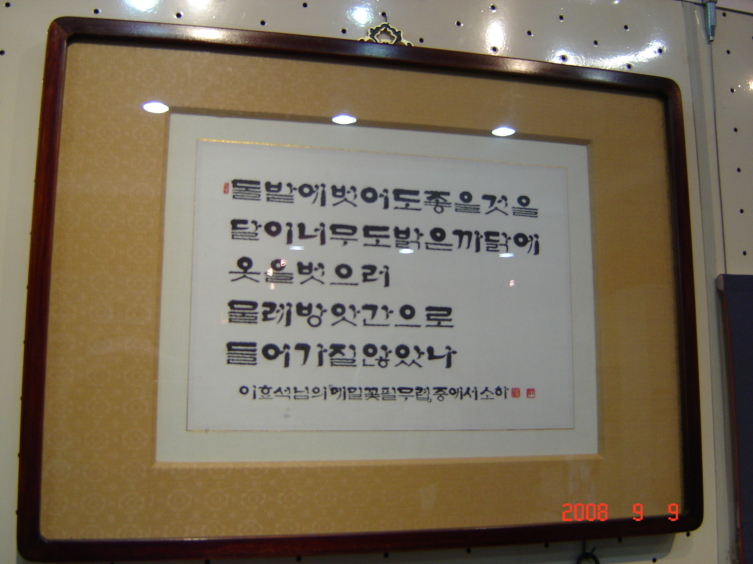 돌밭에벗어도좋을것을
달이너무도밝은까닭에
옷을벗으러
물레방앗간으로
들어가질않았나
이효석님의「메밀꽃필무렵」중에서소하
2008 9 9